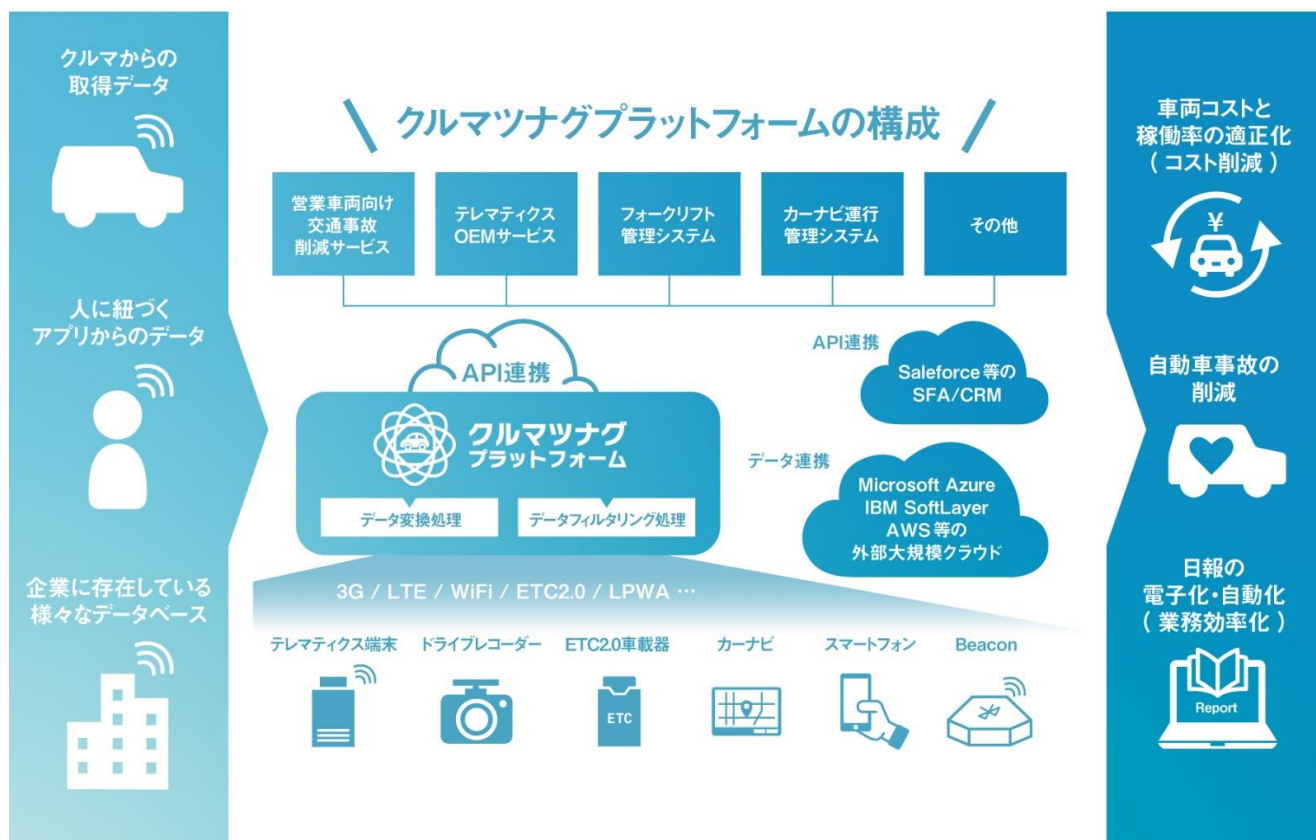 クルマからの
取得データ
人に紐づく
アプリからのデータ
企業に存在している
様々なデータベース
クルマツナグプラットフォームの構成
営業車両向け
交通事故
削減サービス
テレマティクス
OEMサービス
フォークリフト
管理システム
カーナビ運行
管理システム
その他
API連携
クルマツナグ
プラットフォーム
データ変換処理
データフィルタリング処理
API連携
Saleforce等の
SFA/CRM
データ連携
Microsoft Azure
IBM SoftLayer
AWS等の
外部大規模クラウド
3G / LTE / WiFi / ETC2.0 / LPWA …
テレマティクス端末
ドライブレコーダー
ETC2.0車載器
カーナビ
スマートフォン
Beacon
ETC
車両コストと
稼働率の適正化
( コスト削減 )
¥
自動車事故の
削減
日報の
電子化・自動化
( 業務効率化 )
Report